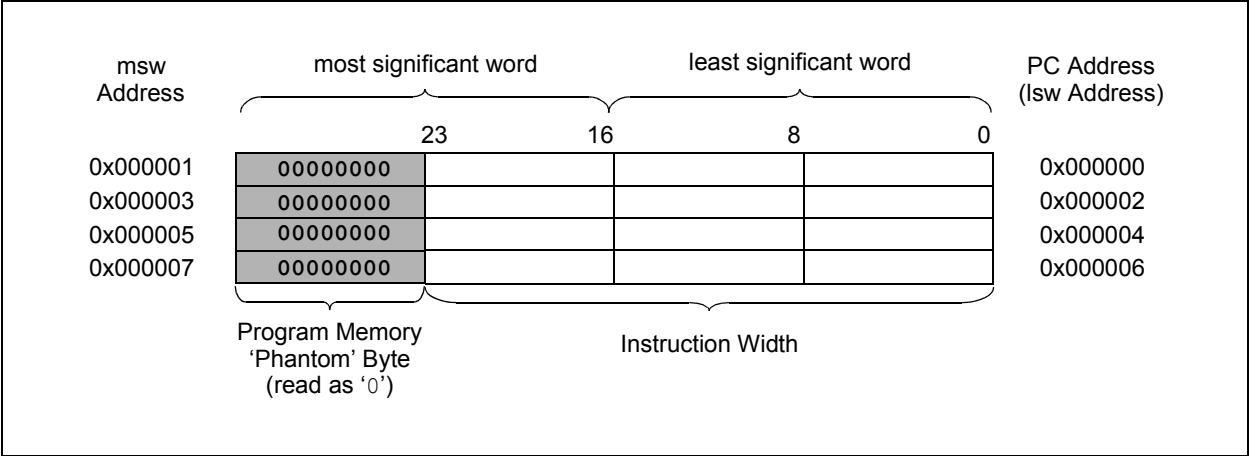 msw
Address
most significant word
least significant word
PC Address
(lsw Address)
23 16 8 0
0x000001 00000000 0x000000
0x000003 00000000 0x000002
0x000005 00000000 0x000004
0x000007 00000000 0x000006
Program Memory
‘Phantom’ Byte
(read as ‘0’)
Instruction Width